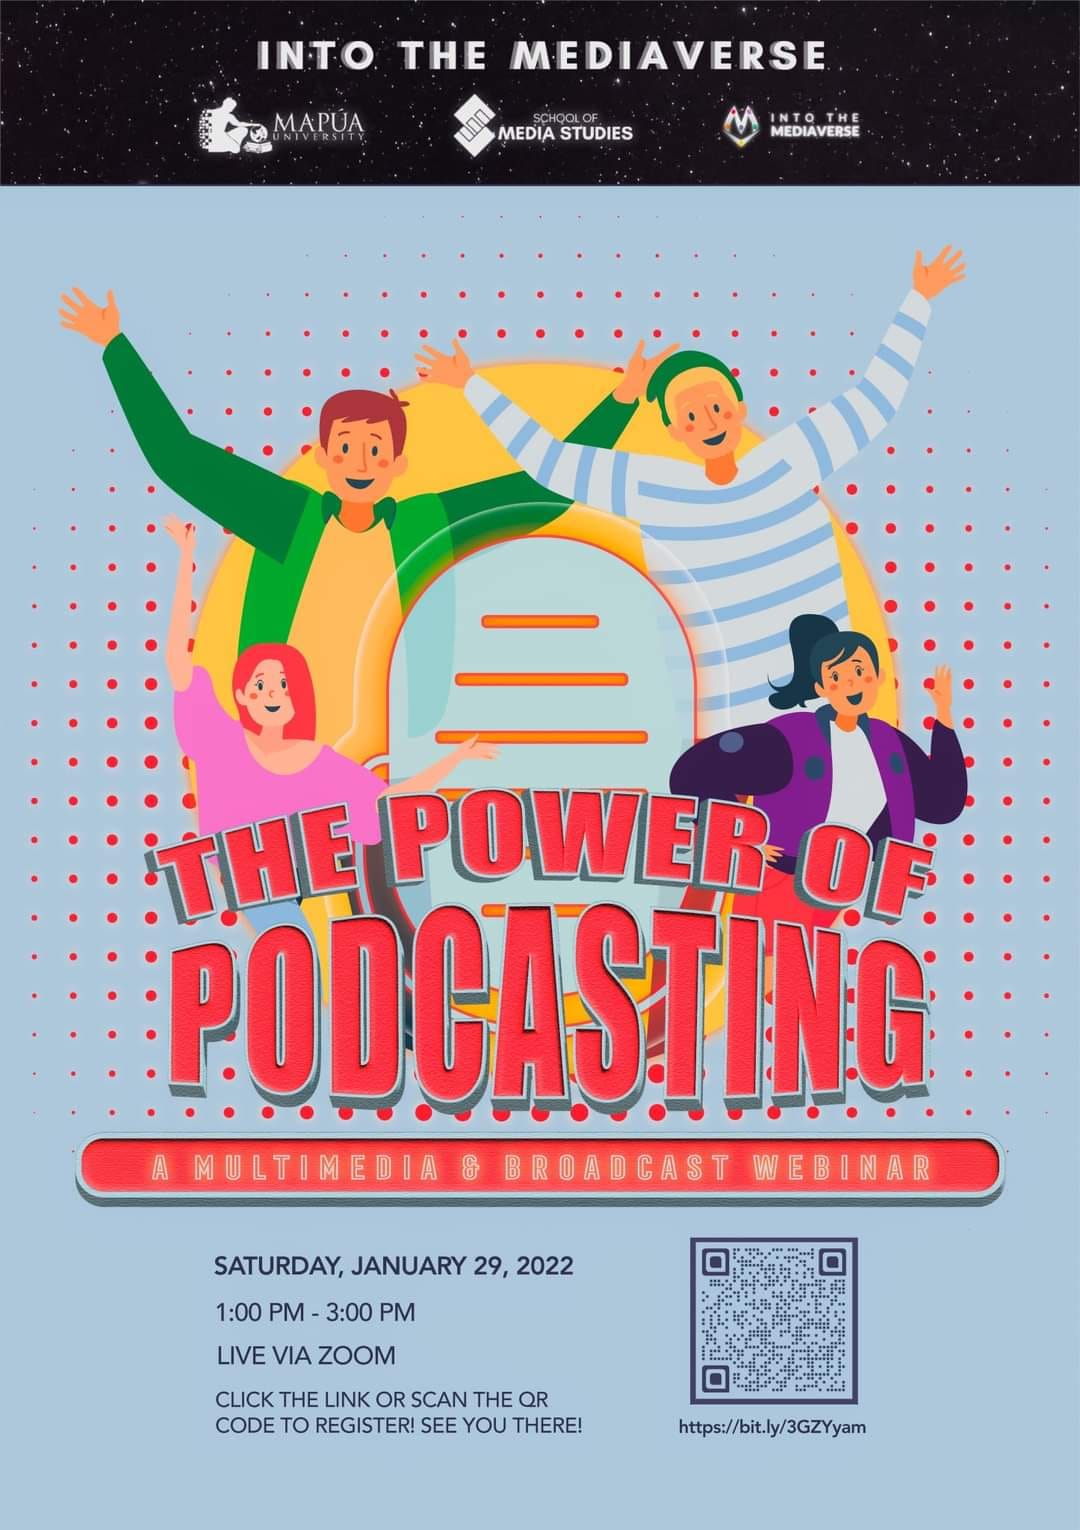 INTO THE MEDIAVERSE
MAPÚA
UNIVERSITY
SCHOOL OF
MEDIA STUDIES
INTO THE
MEDIAVERSE
THE POWER OF
PODCASTING
A MULTIMEDIA & BROADCAST WEBINAR
SATURDAY, JANUARY 29, 2022
1:00 PM - 3:00 PM
LIVE VIA ZOOM
CLICK THE LINK OR SCAN THE QR
CODE TO REGISTER! SEE YOU THERE!
https://bit.ly/3GZYyam